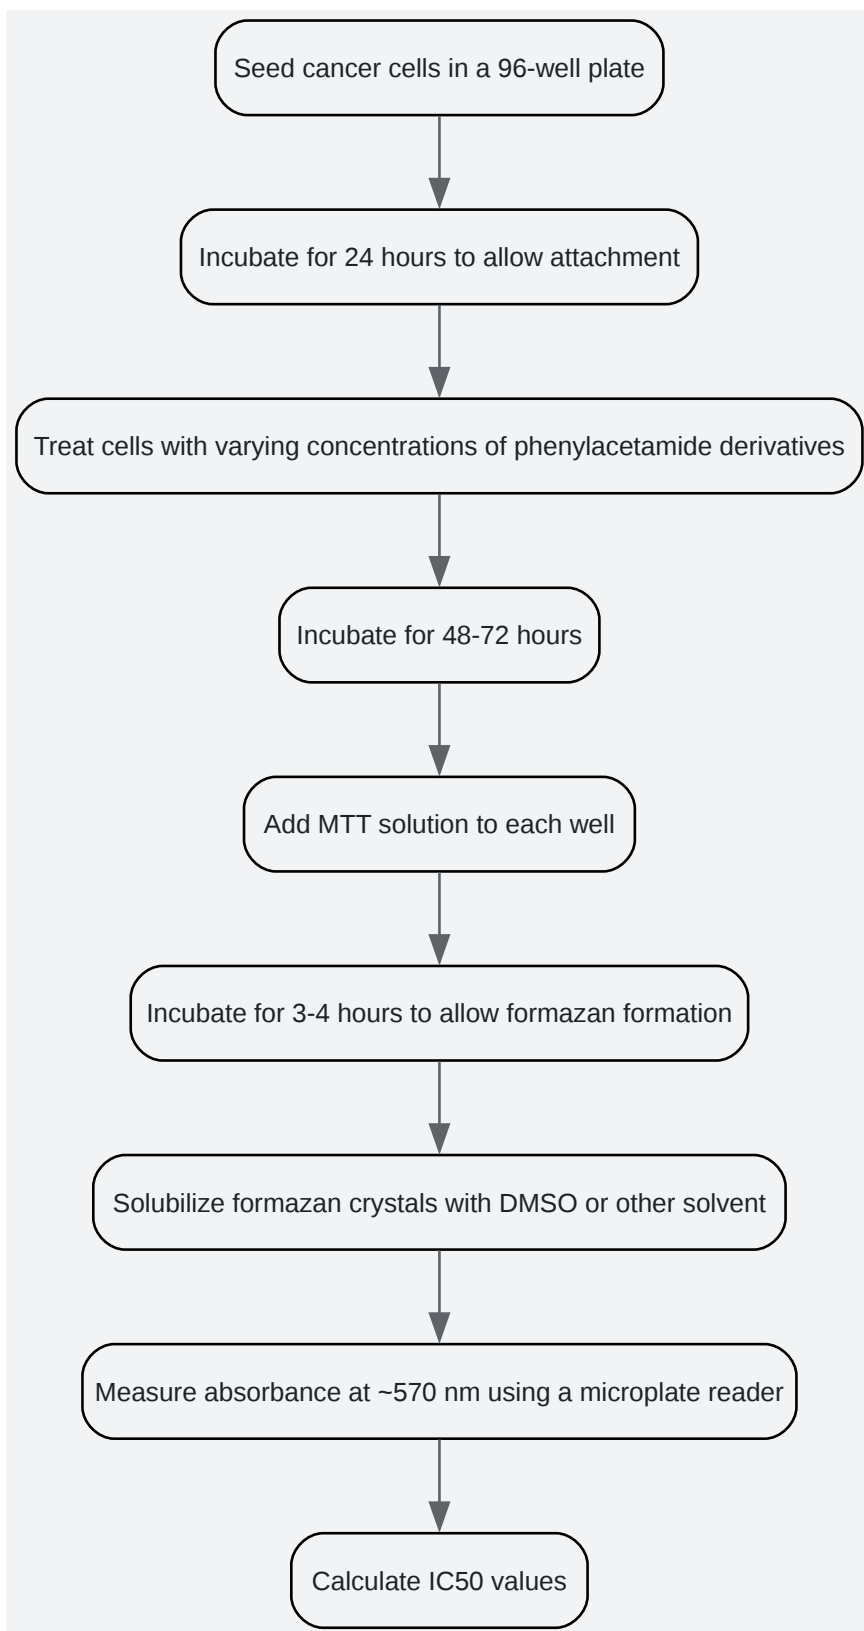 Seed cancer cells in a 96-well plate
Incubate for 24 hours to allow attachment
Treat cells with varying concentrations of phenylacetamide derivatives
Incubate for 48-72 hours
Add MTT solution to each well
Incubate for 3-4 hours to allow formazan formation
Solubilize formazan crystals with DMSO or other solvent
Measure absorbance at ~570 nm using a microplate reader
Calculate IC50 values